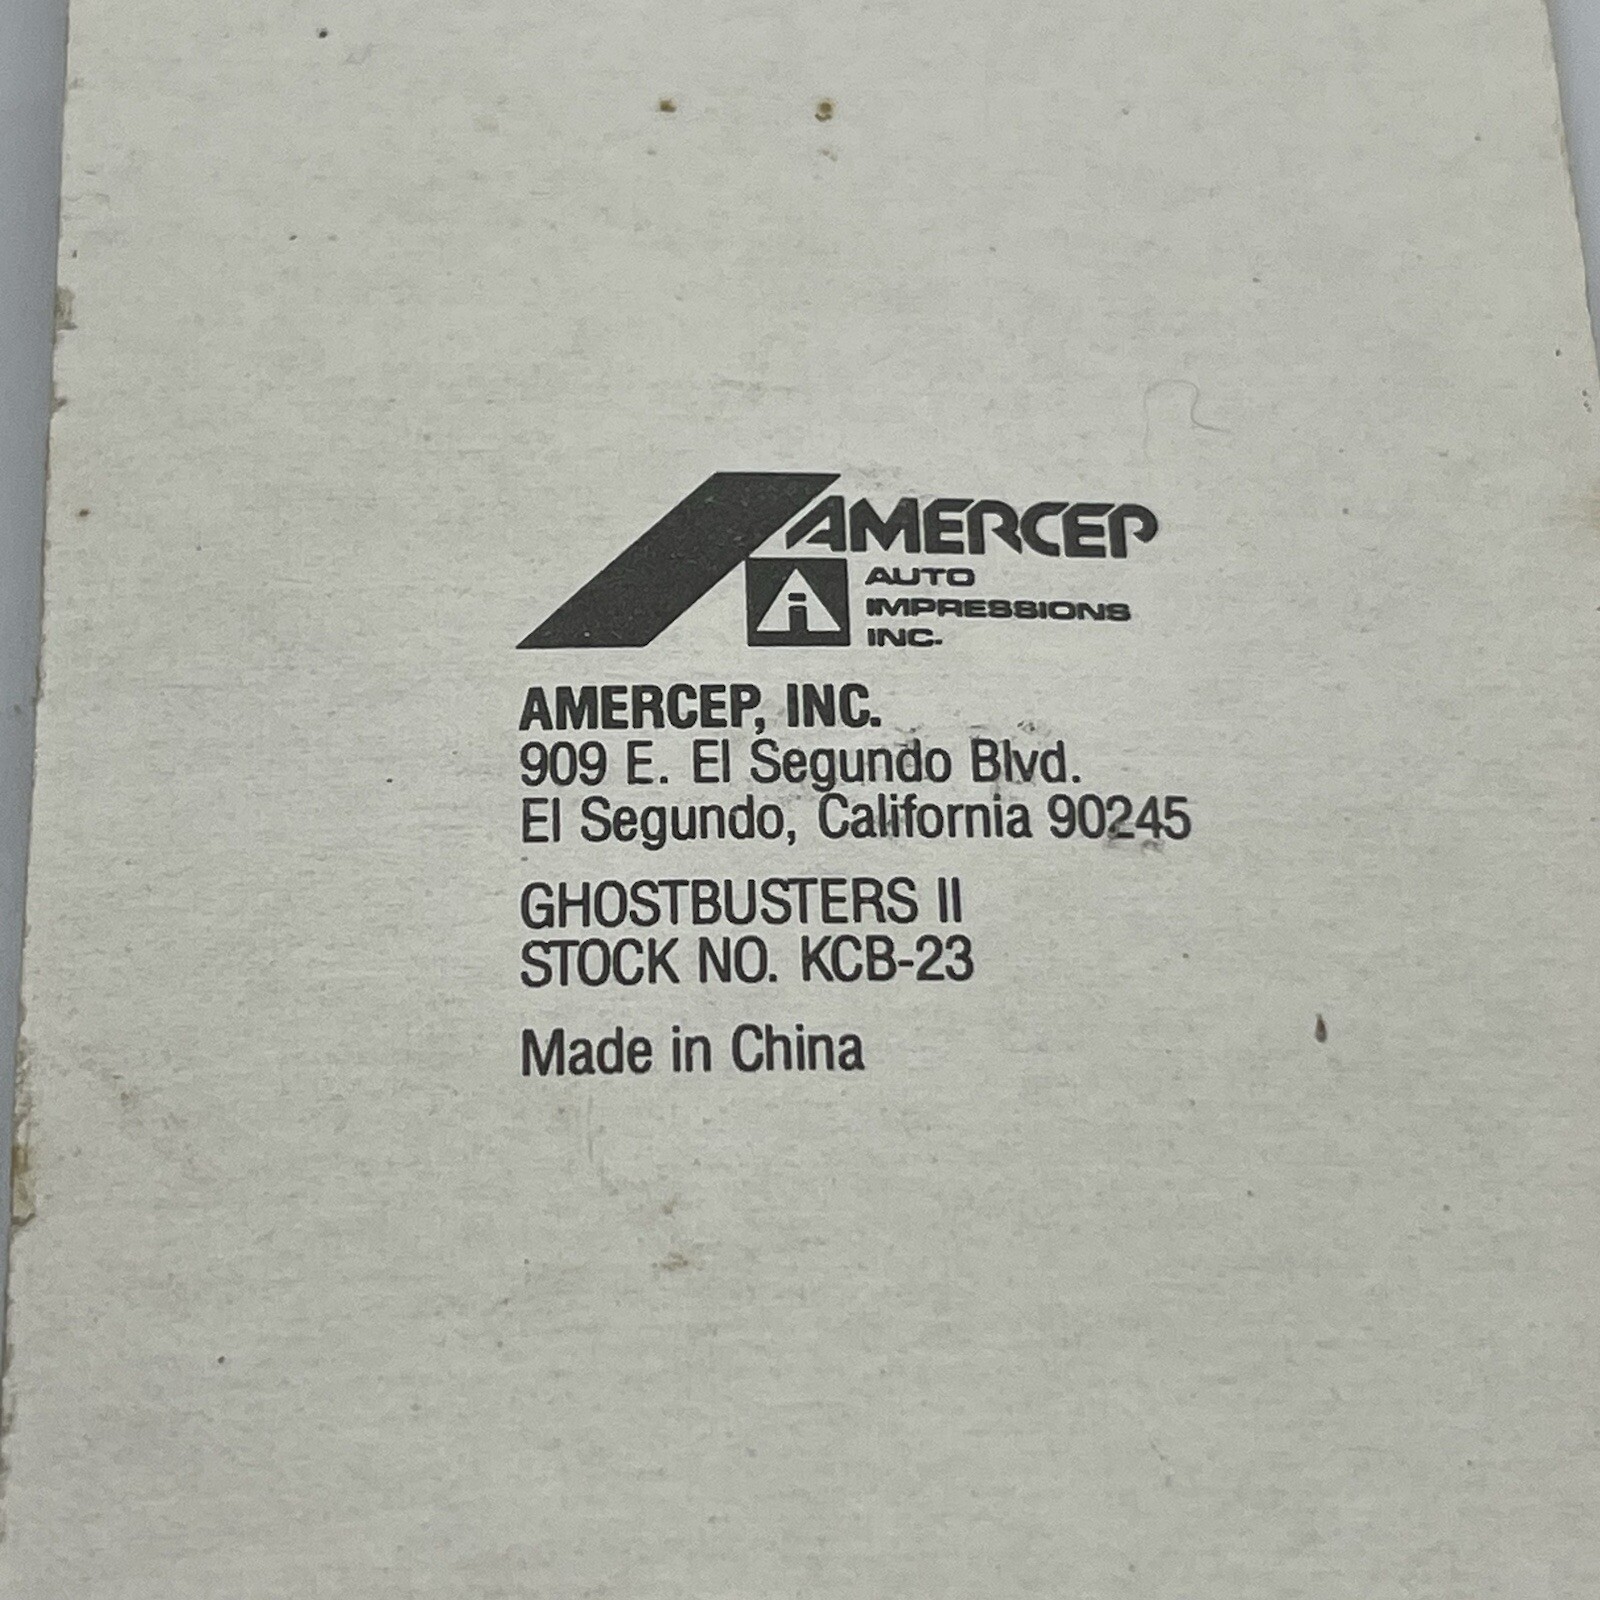 AMERCEP
AUTO
IMPRESSIONS
INC.
AMERCEP, INC.
909 E. El Segundo Blvd.
El Segundo, California 90245
GHOSTBUSTERS II
STOCK NO. KCB-23
Made in China